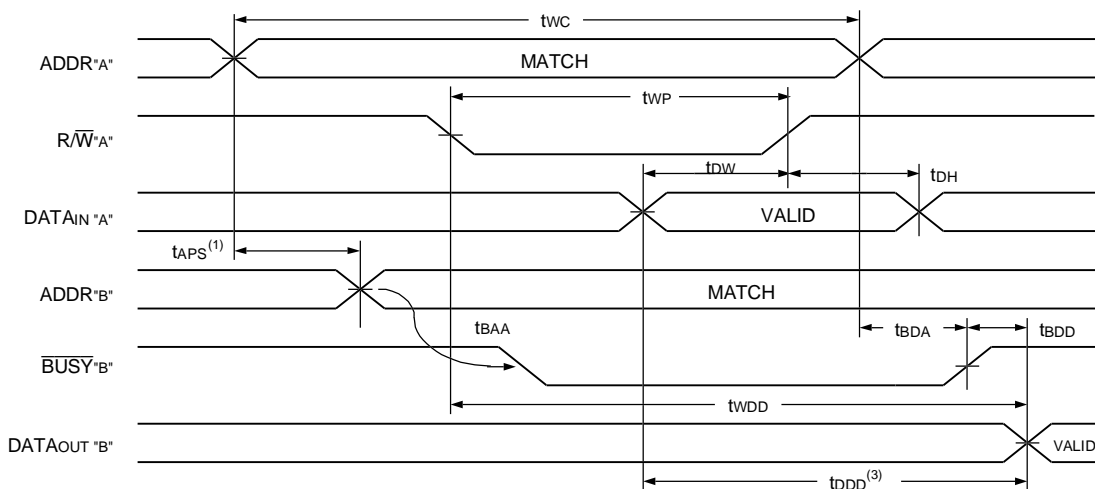 tWC
ADDR"A"
MATCH
tWP
R/W̅"A"
tDW
tDH
DATAIN "A"
VALID
tAPS(1)
ADDR"B"
MATCH
tBAA
tBDA
tBDD
B̅U̅S̅Y̅"B"
tWDD
DATAOUT "B"
VALID
tDDD(3)